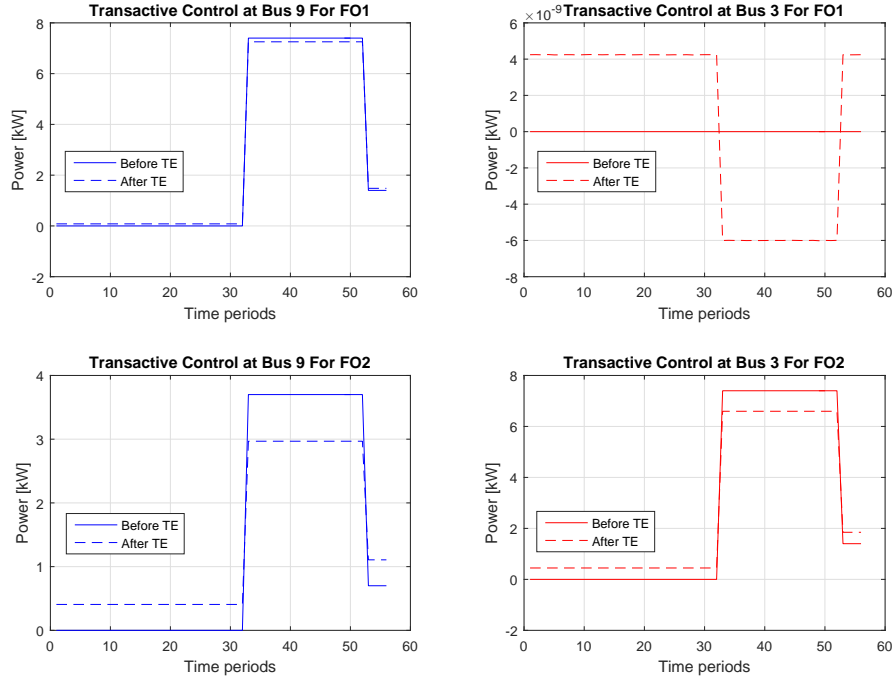 Transactive Control at Bus 9 For FO1
8
6
4
2
0
-2
Power [kW]
Before TE
After TE
0 10 20 30 40 50 60
Time periods
Transactive Control at Bus 3 For FO1
×10-9
6
4
2
0
-2
-4
-6
-8
Power [kW]
Before TE
After TE
0 10 20 30 40 50 60
Time periods
Transactive Control at Bus 9 For FO2
4
3
2
1
0
Power [kW]
Before TE
After TE
0 10 20 30 40 50 60
Time periods
Transactive Control at Bus 3 For FO2
8
6
4
2
0
-2
Power [kW]
Before TE
After TE
0 10 20 30 40 50 60
Time periods